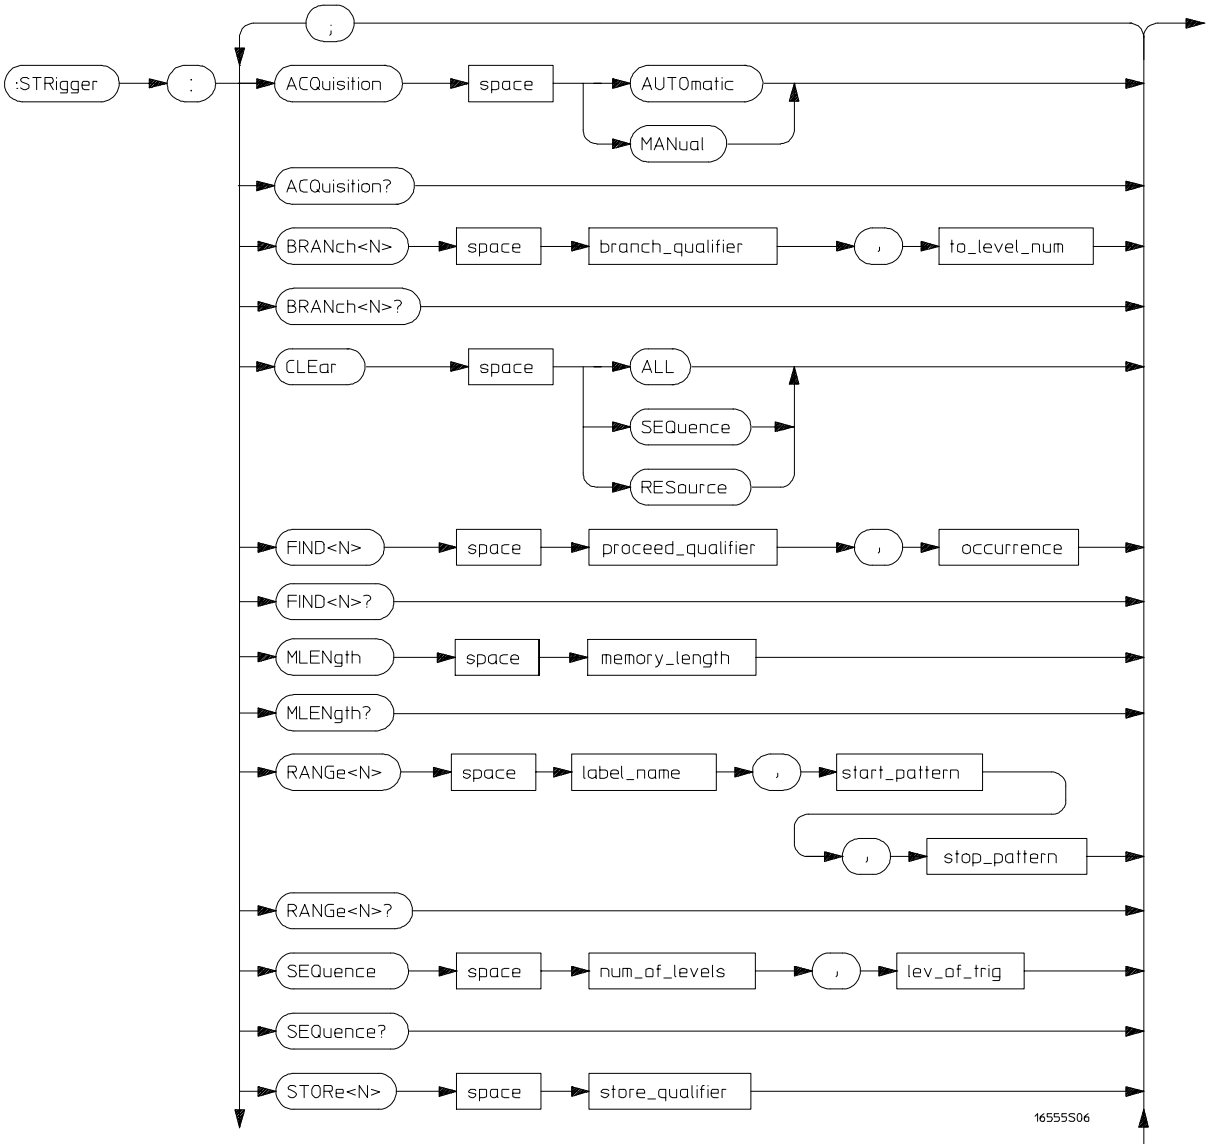 ;
:STRigger : ACQuisition space AUTOmatic
MANual
ACQuisition?
BRANch<N> space branch_qualifier , to_level_num
BRANch<N>?
CLEar space ALL
SEQuence
RESource
FIND<N> space proceed_qualifier , occurrence
FIND<N>?
MLENgth space memory_length
MLENgth?
RANGe<N> space label_name , start_pattern
, stop_pattern
RANGe<N>?
SEQuence space num_of_levels , lev_of_trig
SEQuence?
STORe<N> space store_qualifier
16555S06